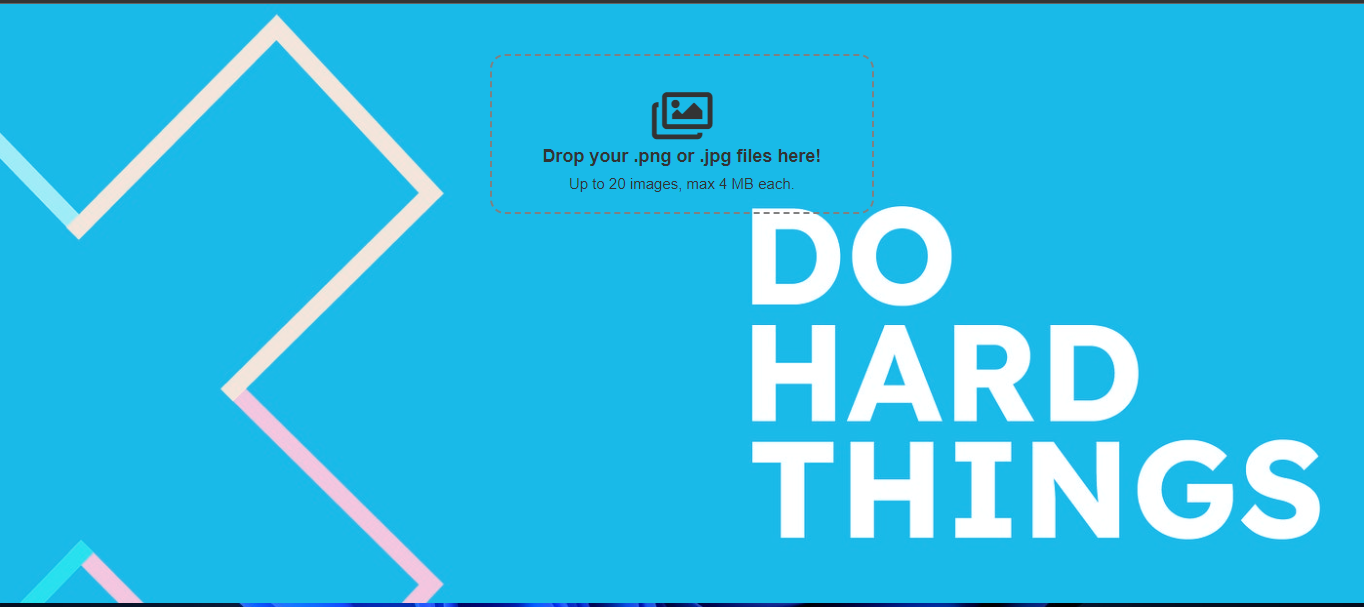 Drop your .png or .jpg files here!
Up to 20 images, max 4 MB each.
DO
HARD
THINGS